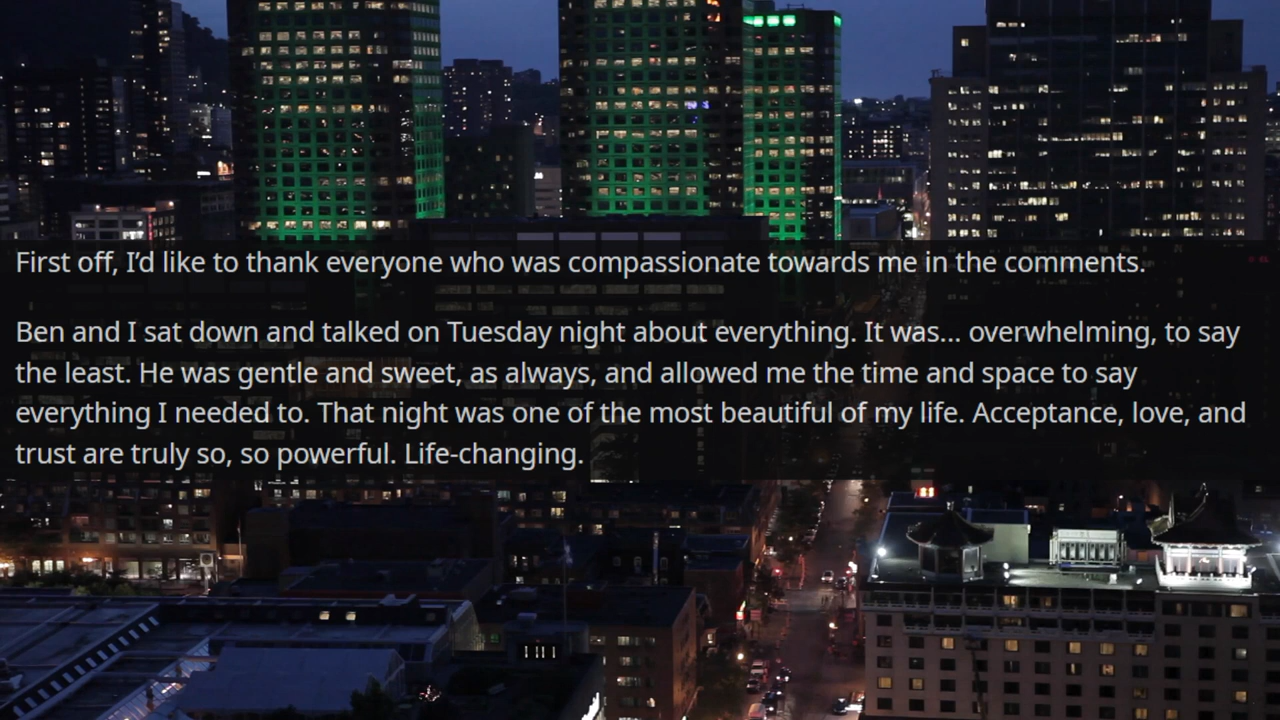 First off, I’d like to thank everyone who was compassionate towards me in the comments.
Ben and I sat down and talked on Tuesday night about everything. It was... overwhelming, to say
the least. He was gentle and sweet, as always, and allowed me the time and space to say
everything I needed to. That night was one of the most beautiful of my life. Acceptance, love, and
trust are truly so, so powerful. Life-changing.